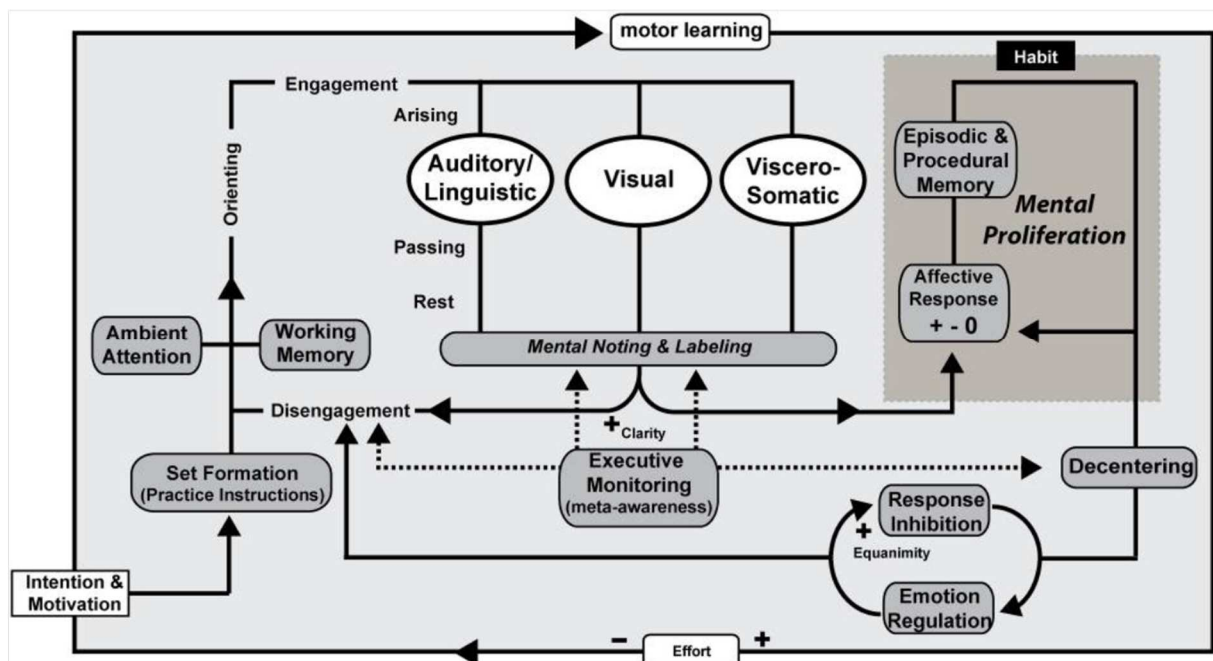 motor learning
Habit
Engagement
Arising
Orienting
Auditory/
Linguistic
Visual
Viscero-
Somatic
Episodic &
Procedural
Memory
Mental
Proliferation
Passing
Rest
Affective
Response
+ - 0
Ambient
Attention
Working
Memory
Mental Noting & Labeling
Disengagement
+ Clarity
Set Formation
(Practice Instructions)
Executive
Monitoring
(meta-awareness)
Decentering
Response
Inhibition
+
Equanimity
Intention &
Motivation
Emotion
Regulation
- Effort +